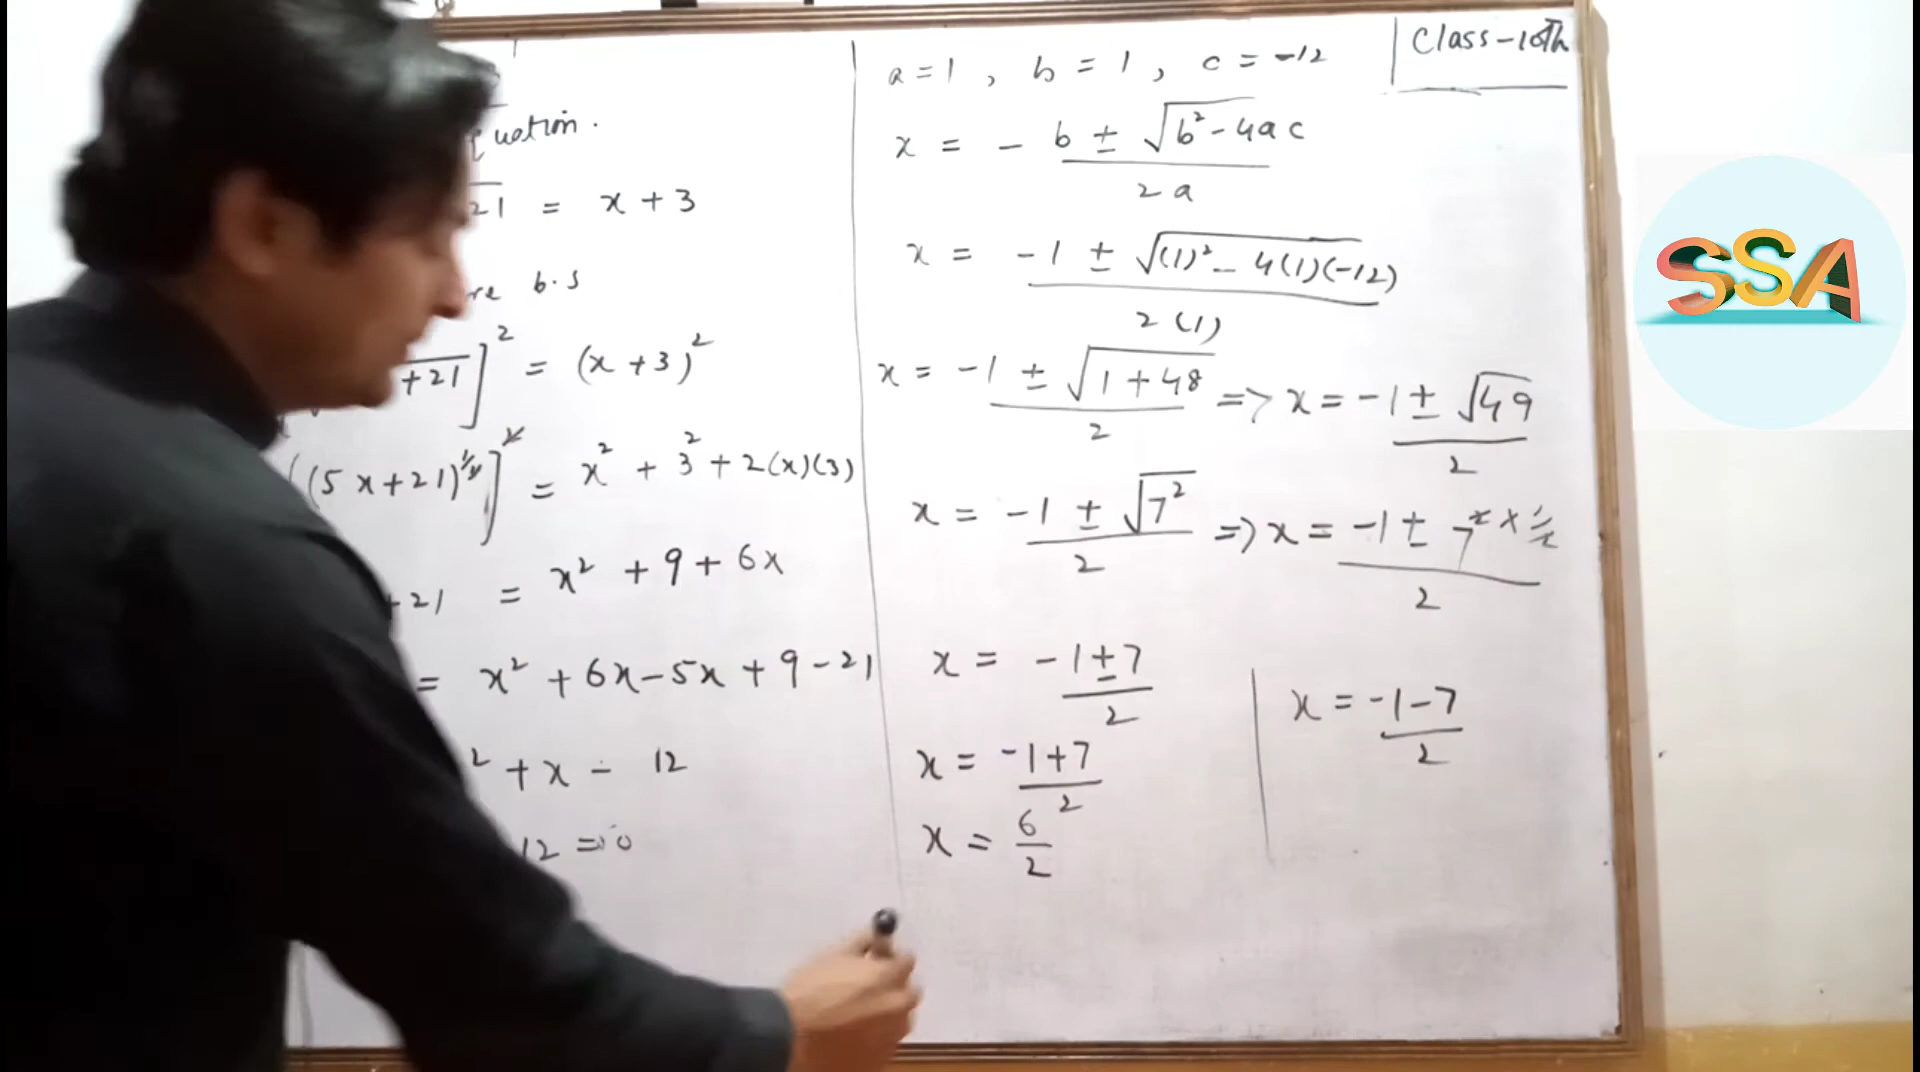 uation.
21 = x + 3
re b.s
+21]² = (x + 3)²
((5x+21)^½]² = x² + 3² + 2(x)(3)
+21 = x² + 9 + 6x
= x² + 6x - 5x + 9 - 21
² + x - 12
12 = 0
Class-10th
a = 1 , b = 1 , c = -12
x = - b ± √b² - 4ac / 2a
x = -1 ± √(1)² - 4(1)(-12) / 2(1)
x = -1 ± √1 + 48 / 2 => x = -1 ± √49 / 2
x = -1 ± √7² / 2 => x = -1 ± 7^2 × ½ / 2
x = -1 ± 7 / 2
x = -1 + 7 / 2
x = 6 / 2
x = -1 - 7 / 2
SSA